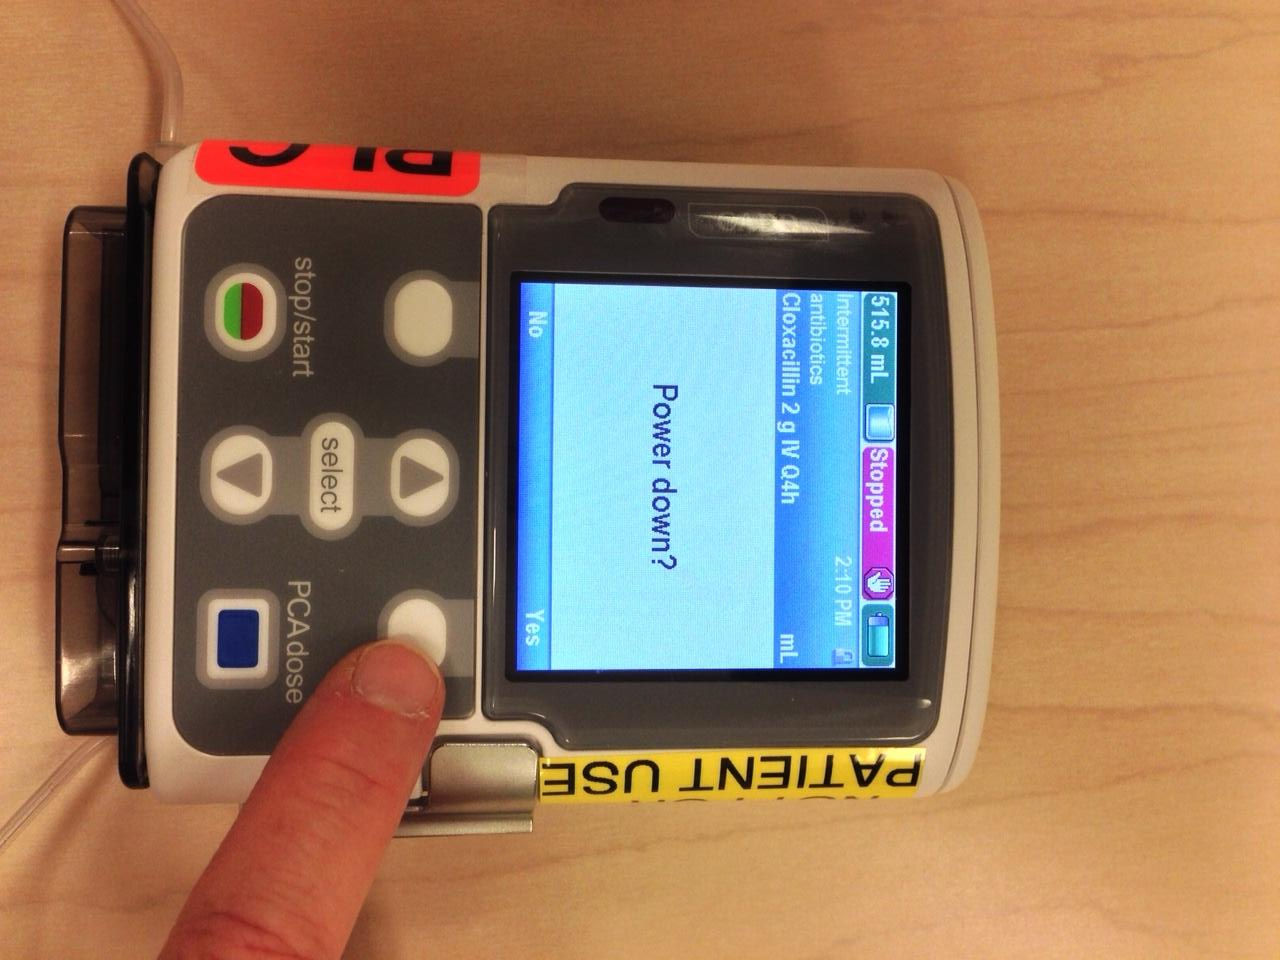 515.8 mL
Stopped
2:10 PM
Intermittent
antibiotics
Cloxacillin 2 g IV Q4h
mL
Power down?
No
Yes
stop/start
select
PCA dose
PATIENT USE